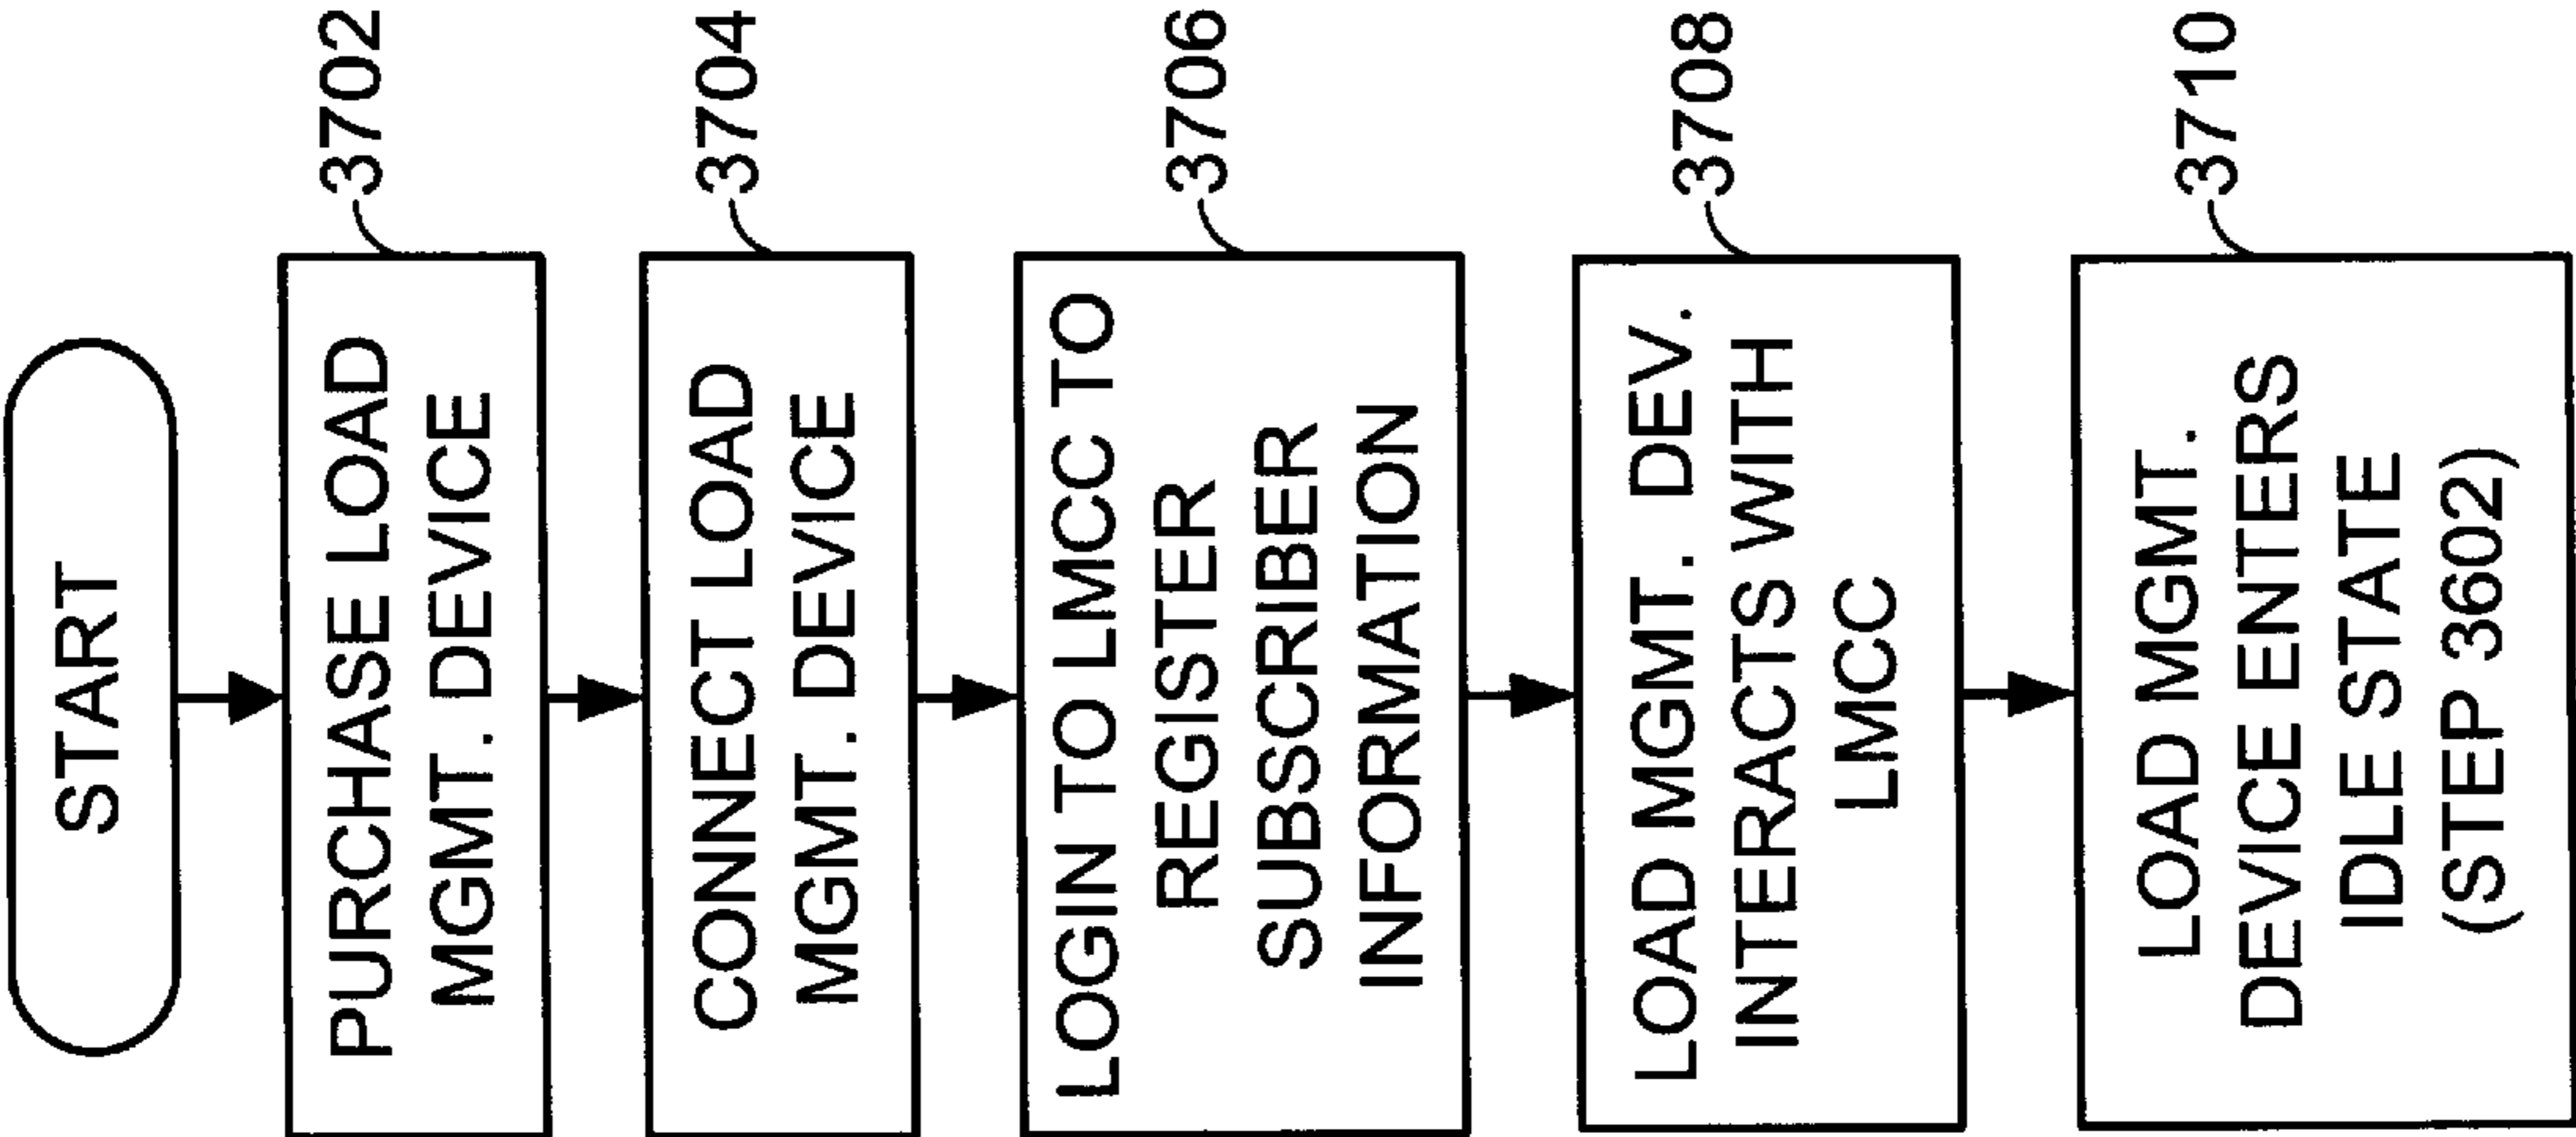 START
3702
PURCHASE LOAD
MGMT. DEVICE
3704
CONNECT LOAD
MGMT. DEVICE
3706
LOGIN TO LMCC TO
REGISTER
SUBSCRIBER
INFORMATION
3708
LOAD MGMT. DEV.
INTERACTS WITH
LMCC
3710
LOAD MGMT.
DEVICE ENTERS
IDLE STATE
(STEP 3602)